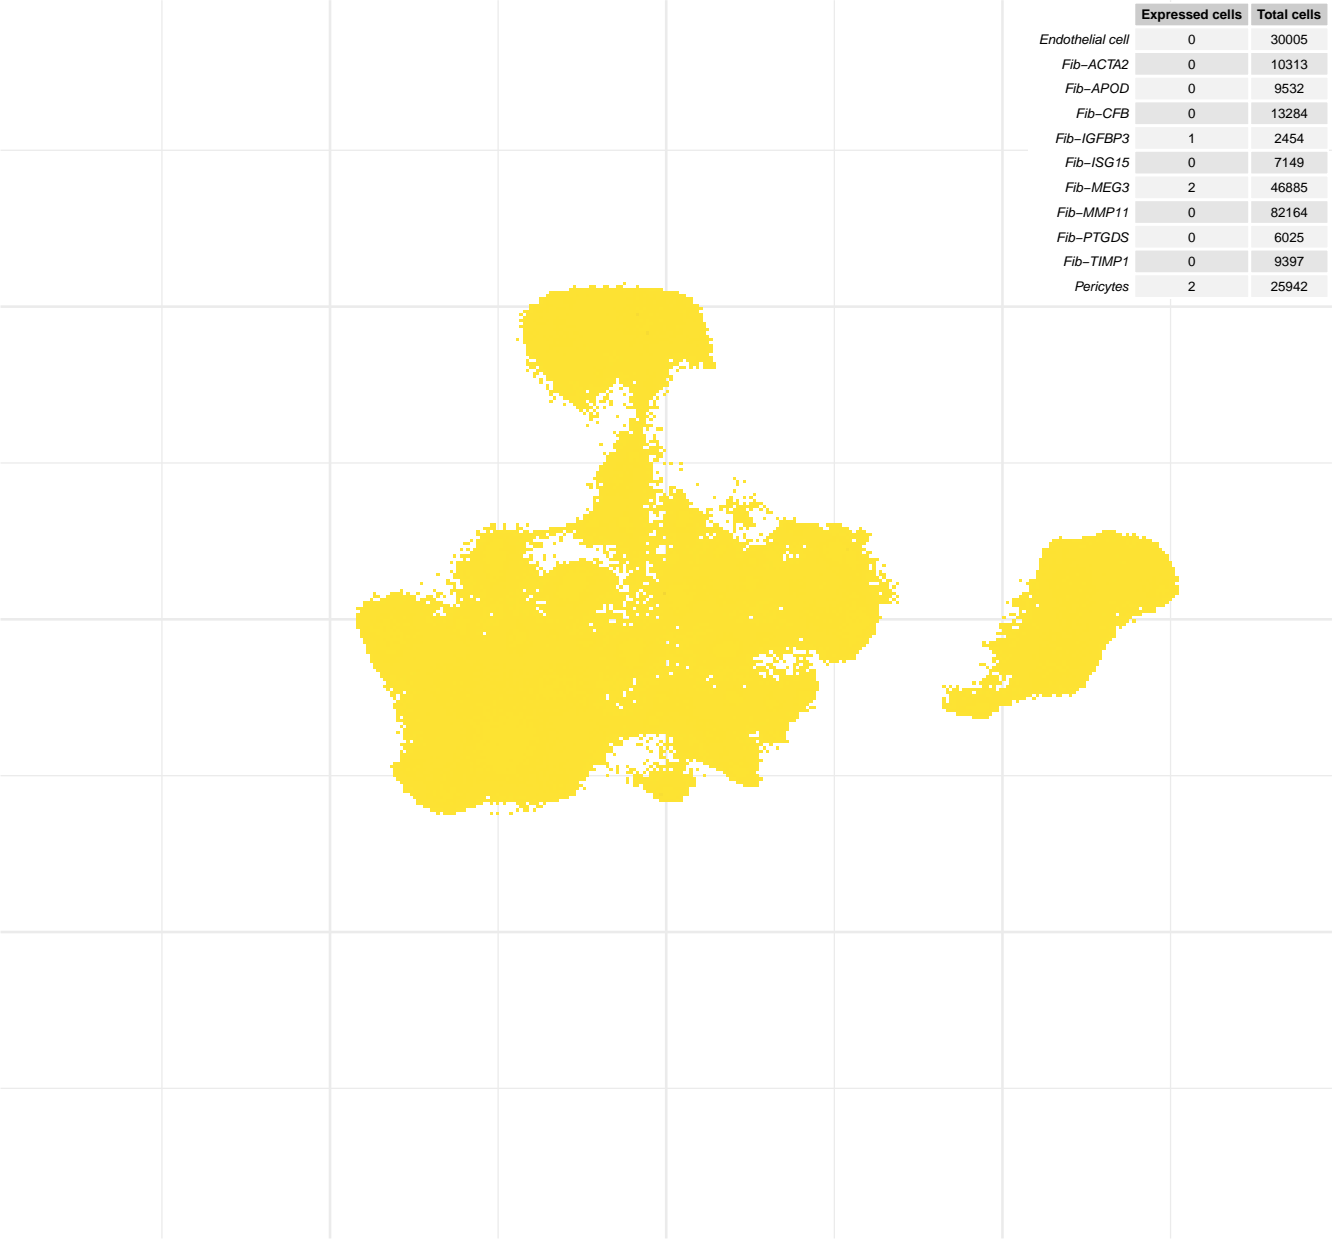 Expressed cells Total cells
Endothelial cell 0 30005
Fib−ACTA2 0 10313
Fib−APOD 0 9532
Fib−CFB 0 13284
Fib−IGFBP3 1 2454
Fib−ISG15 0 7149
Fib−MEG3 2 46885
Fib−MMP11 0 82164
Fib−PTGDS 0 6025
Fib−TIMP1 0 9397
Pericytes 2 25942